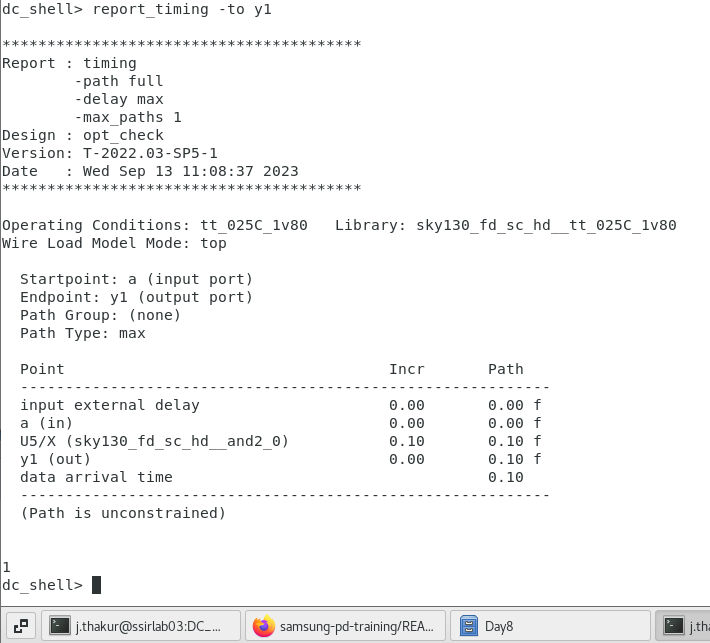 dc_shell> report_timing -to y1
****************************************
Report : timing
        -path full
        -delay max
        -max_paths 1
Design : opt_check
Version: T-2022.03-SP5-1
Date   : Wed Sep 13 11:08:37 2023
****************************************
Operating Conditions: tt_025C_1v80   Library: sky130_fd_sc_hd__tt_025C_1v80
Wire Load Model Mode: top
  Startpoint: a (input port)
  Endpoint: y1 (output port)
  Path Group: (none)
  Path Type: max
  Point                                    Incr       Path
  -----------------------------------------------------------
  input external delay                     0.00       0.00 f
  a (in)                                   0.00       0.00 f
  U5/X (sky130_fd_sc_hd__and2_0)           0.10       0.10 f
  y1 (out)                                 0.00       0.10 f
  data arrival time                                   0.10
  -----------------------------------------------------------
  (Path is unconstrained)
1
dc_shell>
j.thakur@ssirlab03:DC_... samsung-pd-training/REA... Day8 j.tha